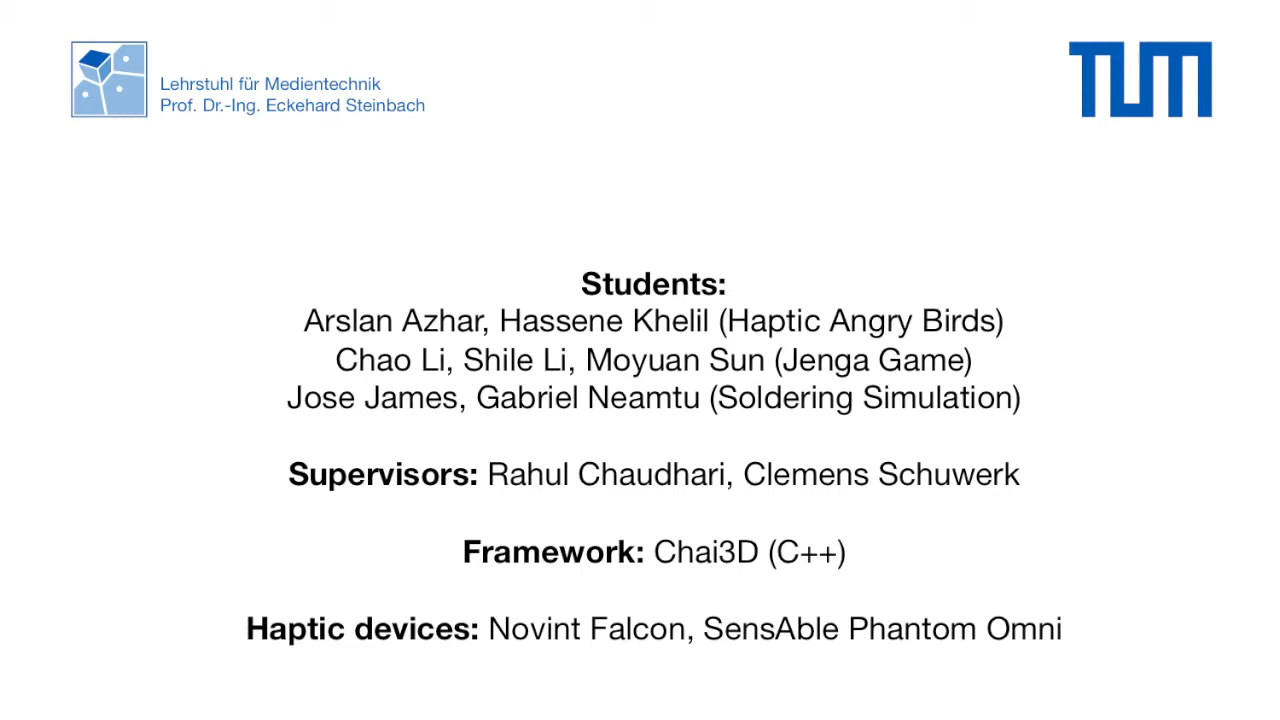 Lehrstuhl für Medientechnik
Prof. Dr.-Ing. Eckehard Steinbach
TUM
Students:
Arslan Azhar, Hassene Khelil (Haptic Angry Birds)
Chao Li, Shile Li, Moyuan Sun (Jenga Game)
Jose James, Gabriel Neamtu (Soldering Simulation)
Supervisors: Rahul Chaudhari, Clemens Schuwerk
Framework: Chai3D (C++)
Haptic devices: Novint Falcon, SensAble Phantom Omni